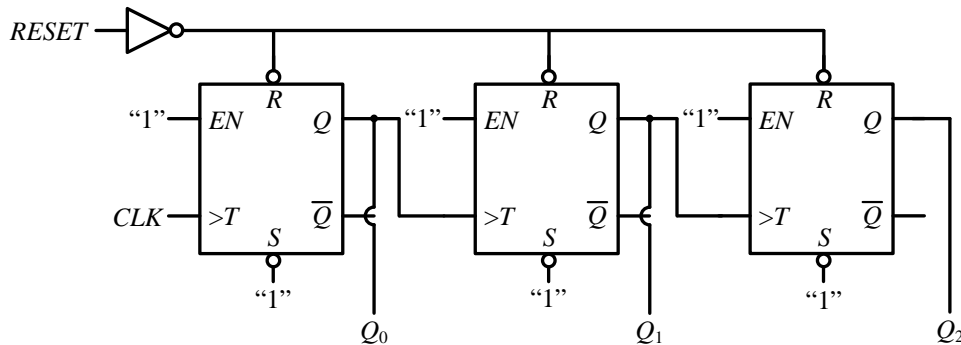 RESET
R R R
“1” EN Q “1” EN Q “1” EN Q
CLK >T Q̅ >T Q̅ >T Q̅
S S S
“1” “1” “1”
Q₀ Q₁ Q₂